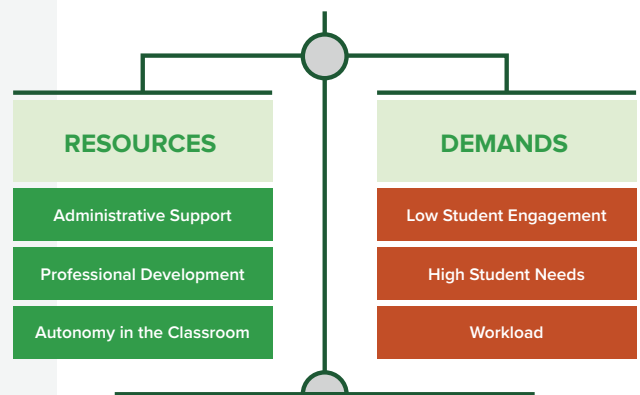 RESOURCES
Administrative Support
Professional Development
Autonomy in the Classroom
DEMANDS
Low Student Engagement
High Student Needs
Workload